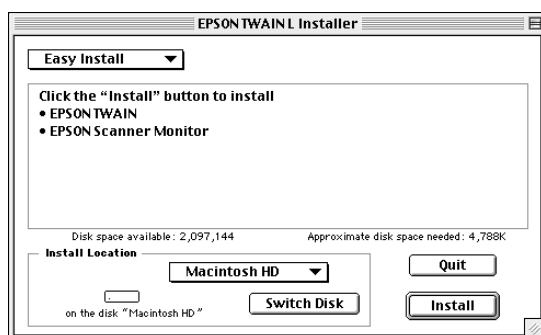 EPSON TWAIN L Installer
Easy Install
Click the “Install” button to install
• EPSON TWAIN
• EPSON Scanner Monitor
Disk space available: 2,097,144
Approximate disk space needed: 4,788K
Install Location
Macintosh HD
Quit
on the disk “Macintosh HD”
Switch Disk
Install